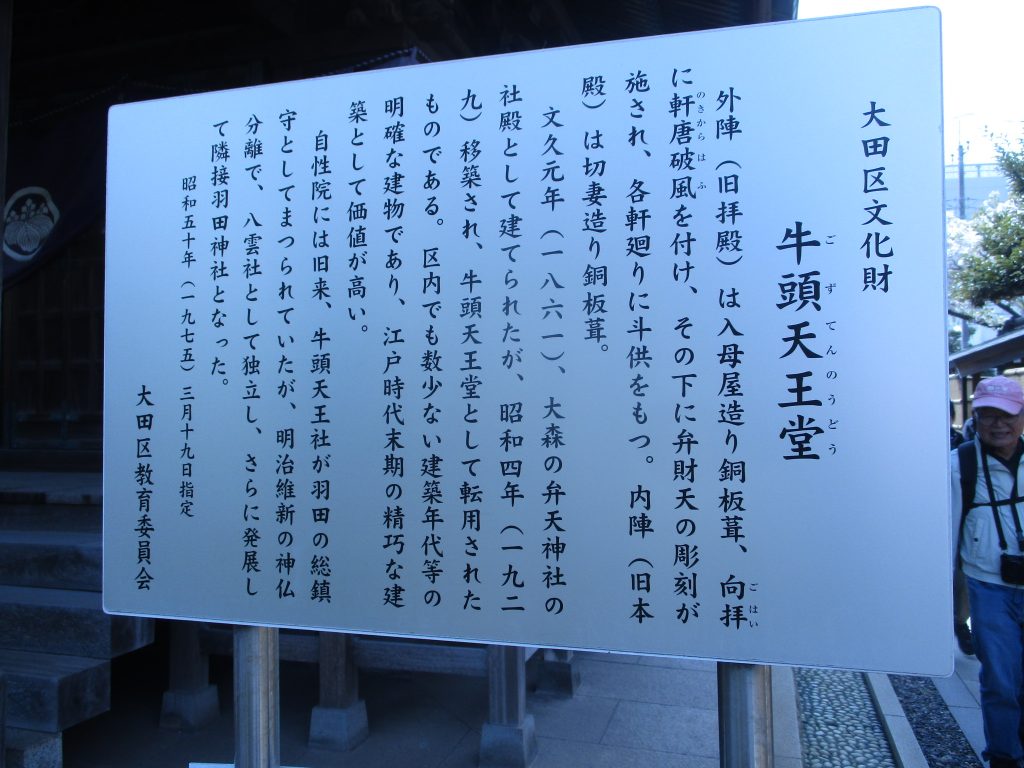 大田区文化財
牛頭天王堂
ごずてんのうどう
外陣（旧拝殿）は入母屋造り銅板葺、向拝
ごはい
に軒唐破風を付け、その下に弁財天の彫刻が
のきからはふ
施され、各軒廻りに斗供をもつ。内陣（旧本
殿）は切妻造り銅板葺。
文久元年（一八六一）、大森の弁天神社の
社殿として建てられたが、昭和四年（一九二
九）移築され、牛頭天王堂として転用された
ものである。区内でも数少ない建築年代等の
明確な建物であり、江戸時代末期の精巧な建
築として価値が高い。
自性院には旧来、牛頭天王社が羽田の総鎮
守としてまつられていたが、明治維新の神仏
分離で、八雲社として独立し、さらに発展し
て隣接羽田神社となった。
昭和五十年（一九七五）三月十九日指定
大田区教育委員会